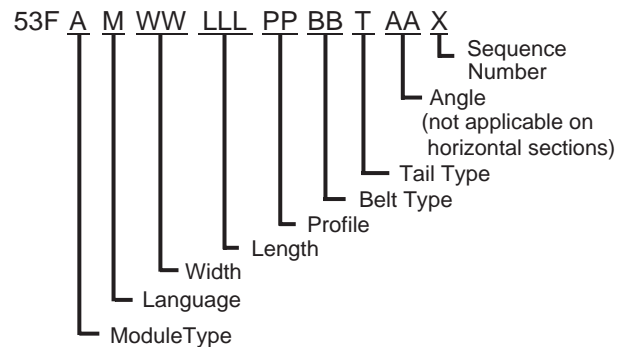 53F A M WW LLL PP BB T AA X
Sequence
Number
Angle
(not applicable on
horizontal sections)
Tail Type
Belt Type
Profile
Length
Width
Language
ModuleType